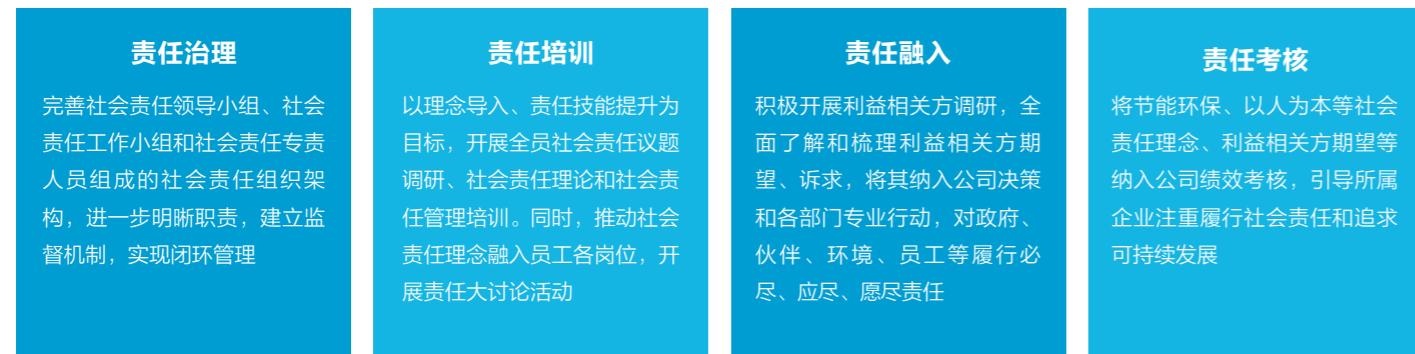 责任治理
完善社会责任领导小组、社会
责任工作小组和社会责任专责
人员组成的社会责任组织架
构，进一步明晰职责，建立监
督机制，实现闭环管理
责任培训
以理念导入、责任技能提升为
目标，开展全员社会责任议题
调研、社会责任理论和社会责
任管理培训。同时，推动社会
责任理念融入员工各岗位，开
展责任大讨论活动
责任融入
积极开展利益相关方调研，全
面了解和梳理利益相关方期
望、诉求，将其纳入公司决策
和各部门专业行动，对政府、
伙伴、环境、员工等履行必
尽、应尽、愿尽责任
责任考核
将节能环保、以人为本等社会
责任理念、利益相关方期望等
纳入公司绩效考核，引导所属
企业注重履行社会责任和追求
可持续发展